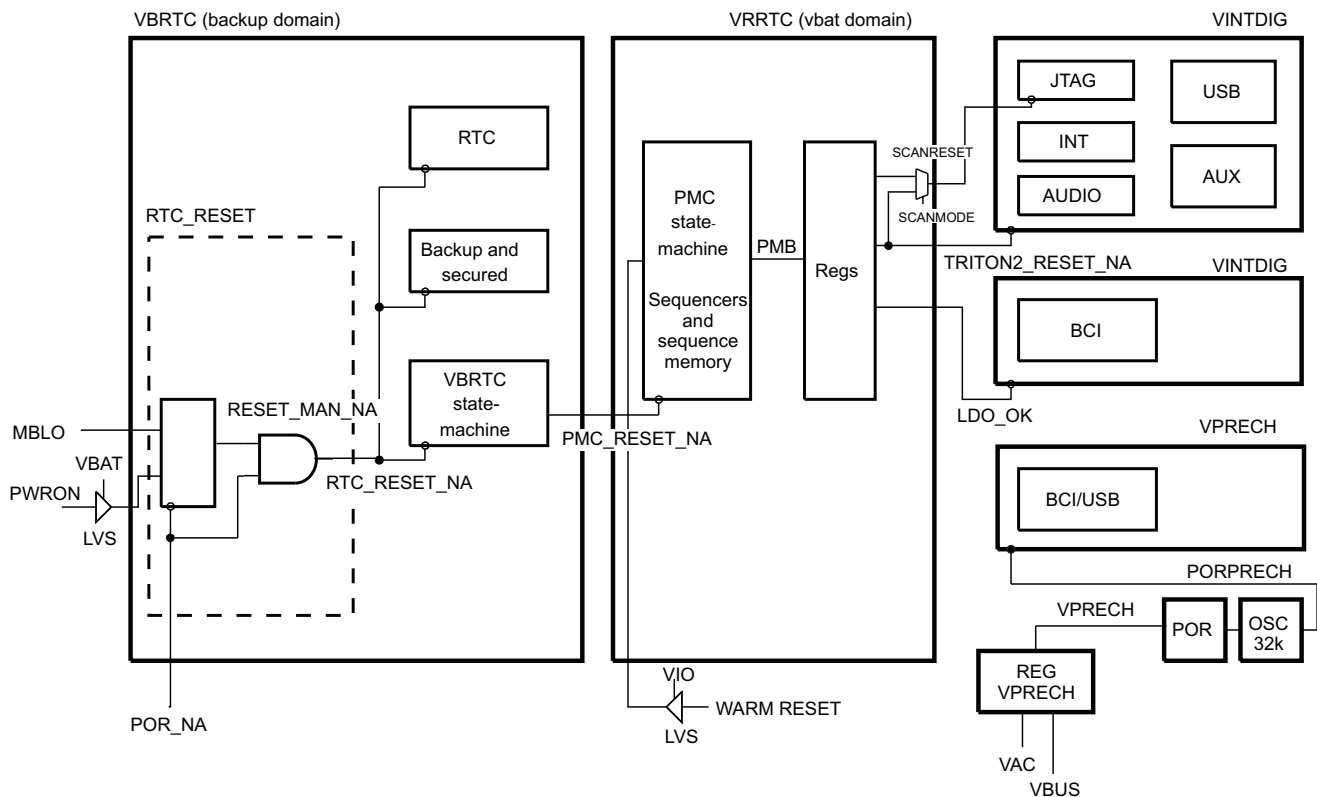 VBRTC (backup domain)
VRRTC (vbat domain)
VINTDIG
JTAG
USB
RTC
INT
SCANRESET
AUX
AUDIO
RTC_RESET
PMC
state-
machine
SCANMODE
Backup and
secured
PMB
Regs
TRITON2_RESET_NA
VINTDIG
Sequencers
and
sequence
memory
BCI
VBRTC
state-
machine
RESET_MAN_NA
LDO_OK
MBLO
PMC_RESET_NA
VPRECH
VBAT
RTC_RESET_NA
PWRON
BCI/USB
LVS
PORPRECH
VPRECH
POR
OSC
32k
VIO
REG
VPRECH
WARM RESET
POR_NA
LVS
VAC
VBUS